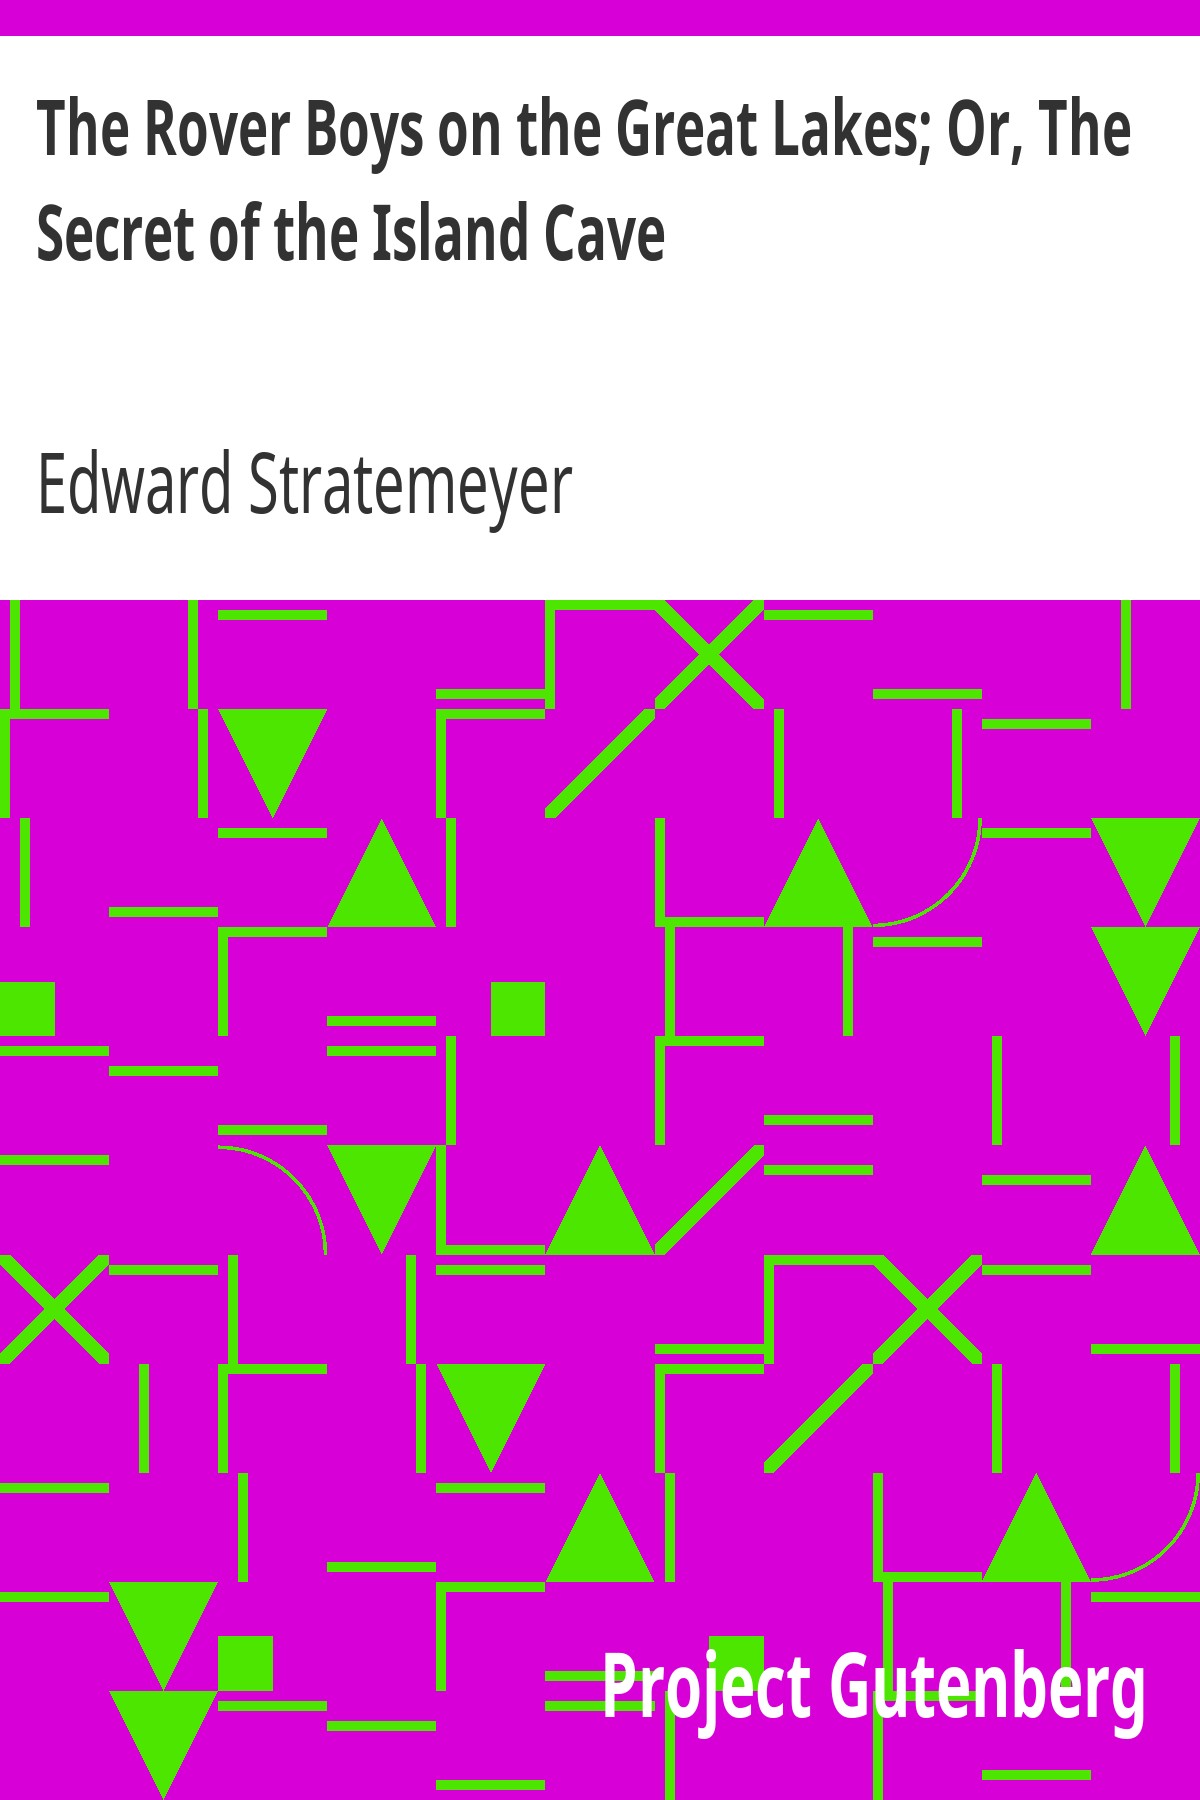 The Rover Boys on the Great Lakes; Or, The
Secret of the Island Cave
Edward Stratemeyer
Project Gutenberg